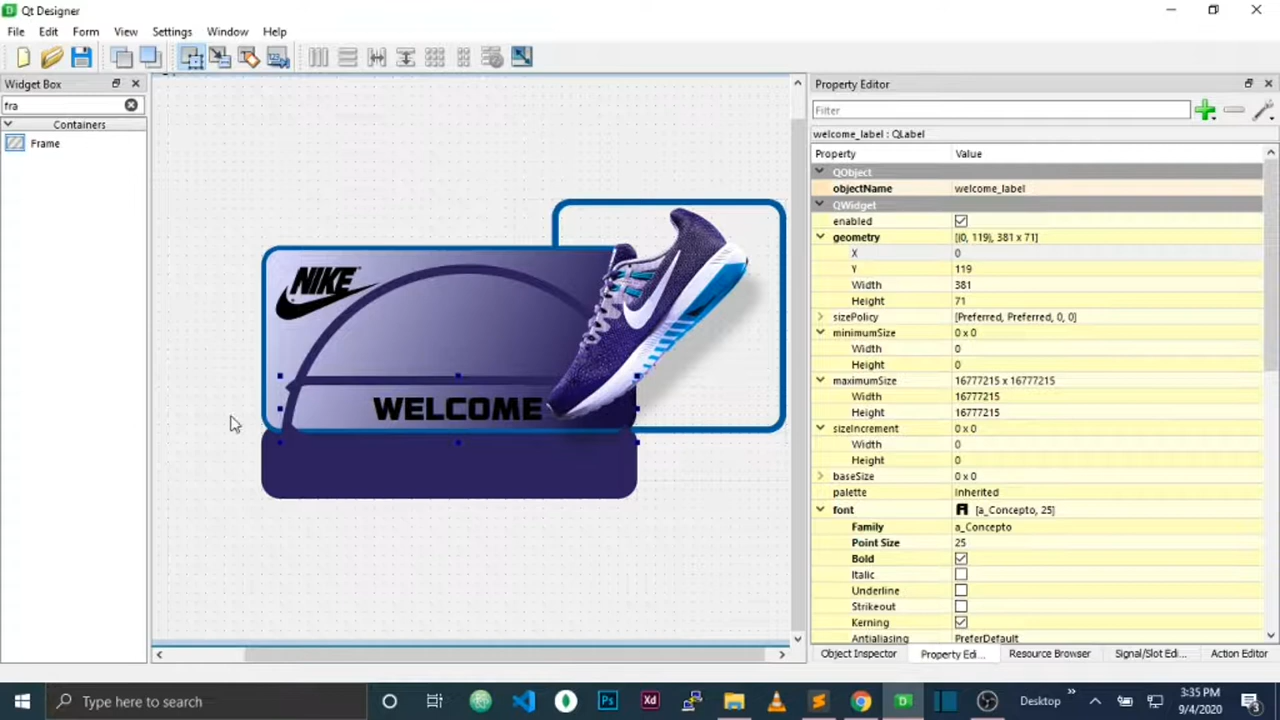 Qt Designer
File Edit Form View Settings Window Help
Widget Box
fra
Containers
Frame
NIKE
WELCOME
Property Editor
Filter
welcome_label : QLabel
Property Value
QObject
objectName welcome_label
QWidget
enabled
geometry [(0, 119), 381 x 71]
X 0
Y 119
Width 381
Height 71
sizePolicy [Preferred, Preferred, 0, 0]
minimumSize 0 x 0
Width 0
Height 0
maximumSize 16777215 x 16777215
Width 16777215
Height 16777215
sizeIncrement 0 x 0
Width 0
Height 0
baseSize 0 x 0
palette Inherited
font A [a_Concepto, 25]
Family a_Concepto
Point Size 25
Bold
Italic
Underline
Strikeout
Kerning
Antialiasing PreferDefault
Object Inspector Property Edi... Resource Browser Signal/Slot Edi... Action Editor
Type here to search
Ps Xd
Desktop
3:35 PM
9/4/2020
3